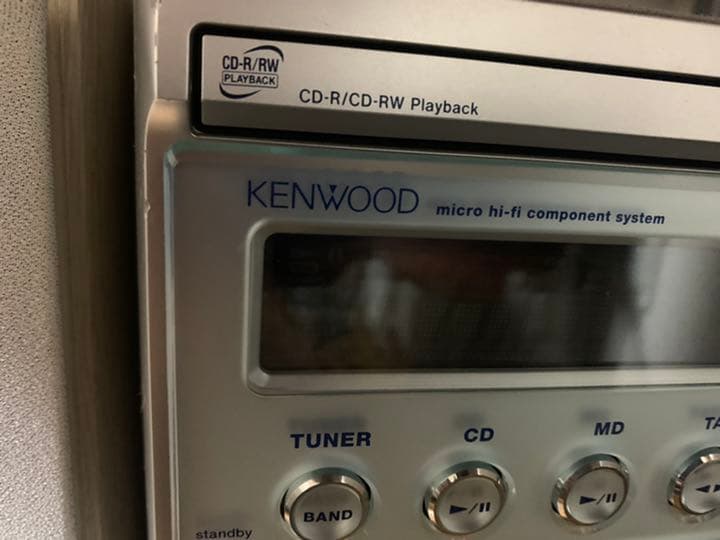 CD-R/RW
PLAYBACK
CD-R/CD-RW Playback
KENWOOD micro hi-fi component system
TUNER CD MD
BAND
standby